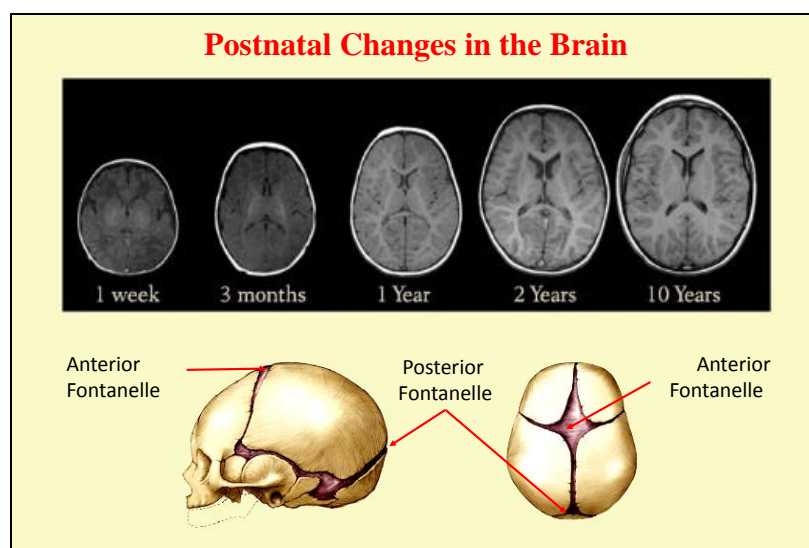 Postnatal Changes in the Brain
1 week
3 months
1 Year
2 Years
10 Years
Anterior
Fontanelle
Posterior
Fontanelle
Anterior
Fontanelle